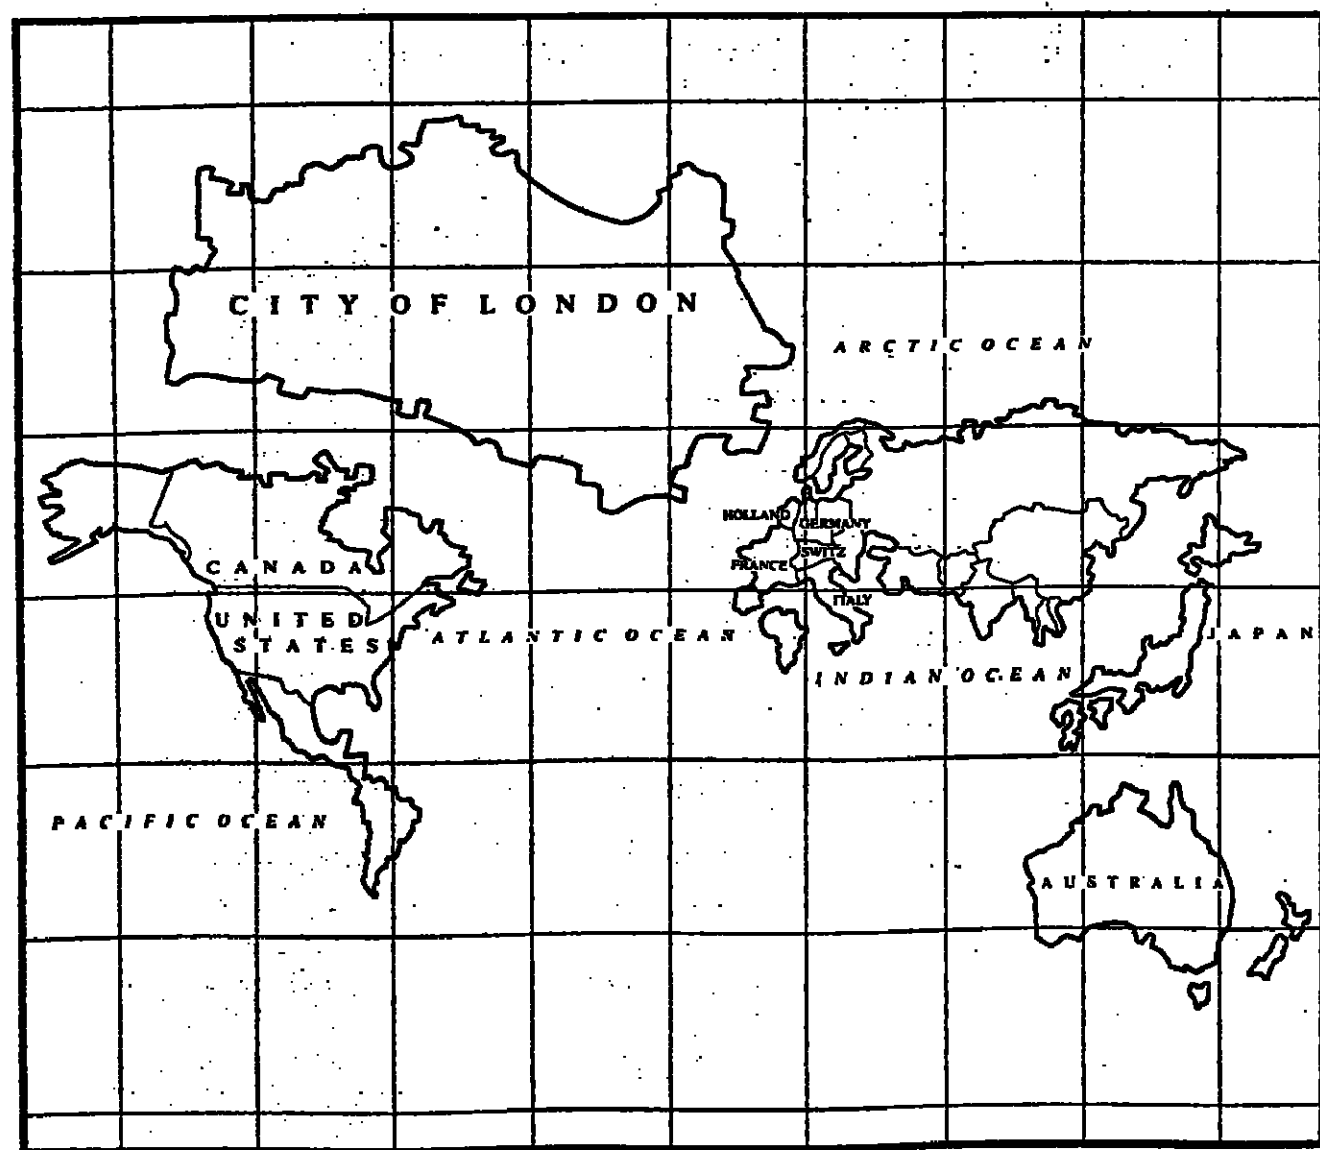 CITY OF LONDON
ARCTIC OCEAN
HOLLAND
GERMANY
SWITZ
FRANCE
CANADA
ITALY
UNITED
STATES
ATLANTIC OCEAN
JAPAN
INDIAN OCEAN
PACIFIC OCEAN
AUSTRALIA